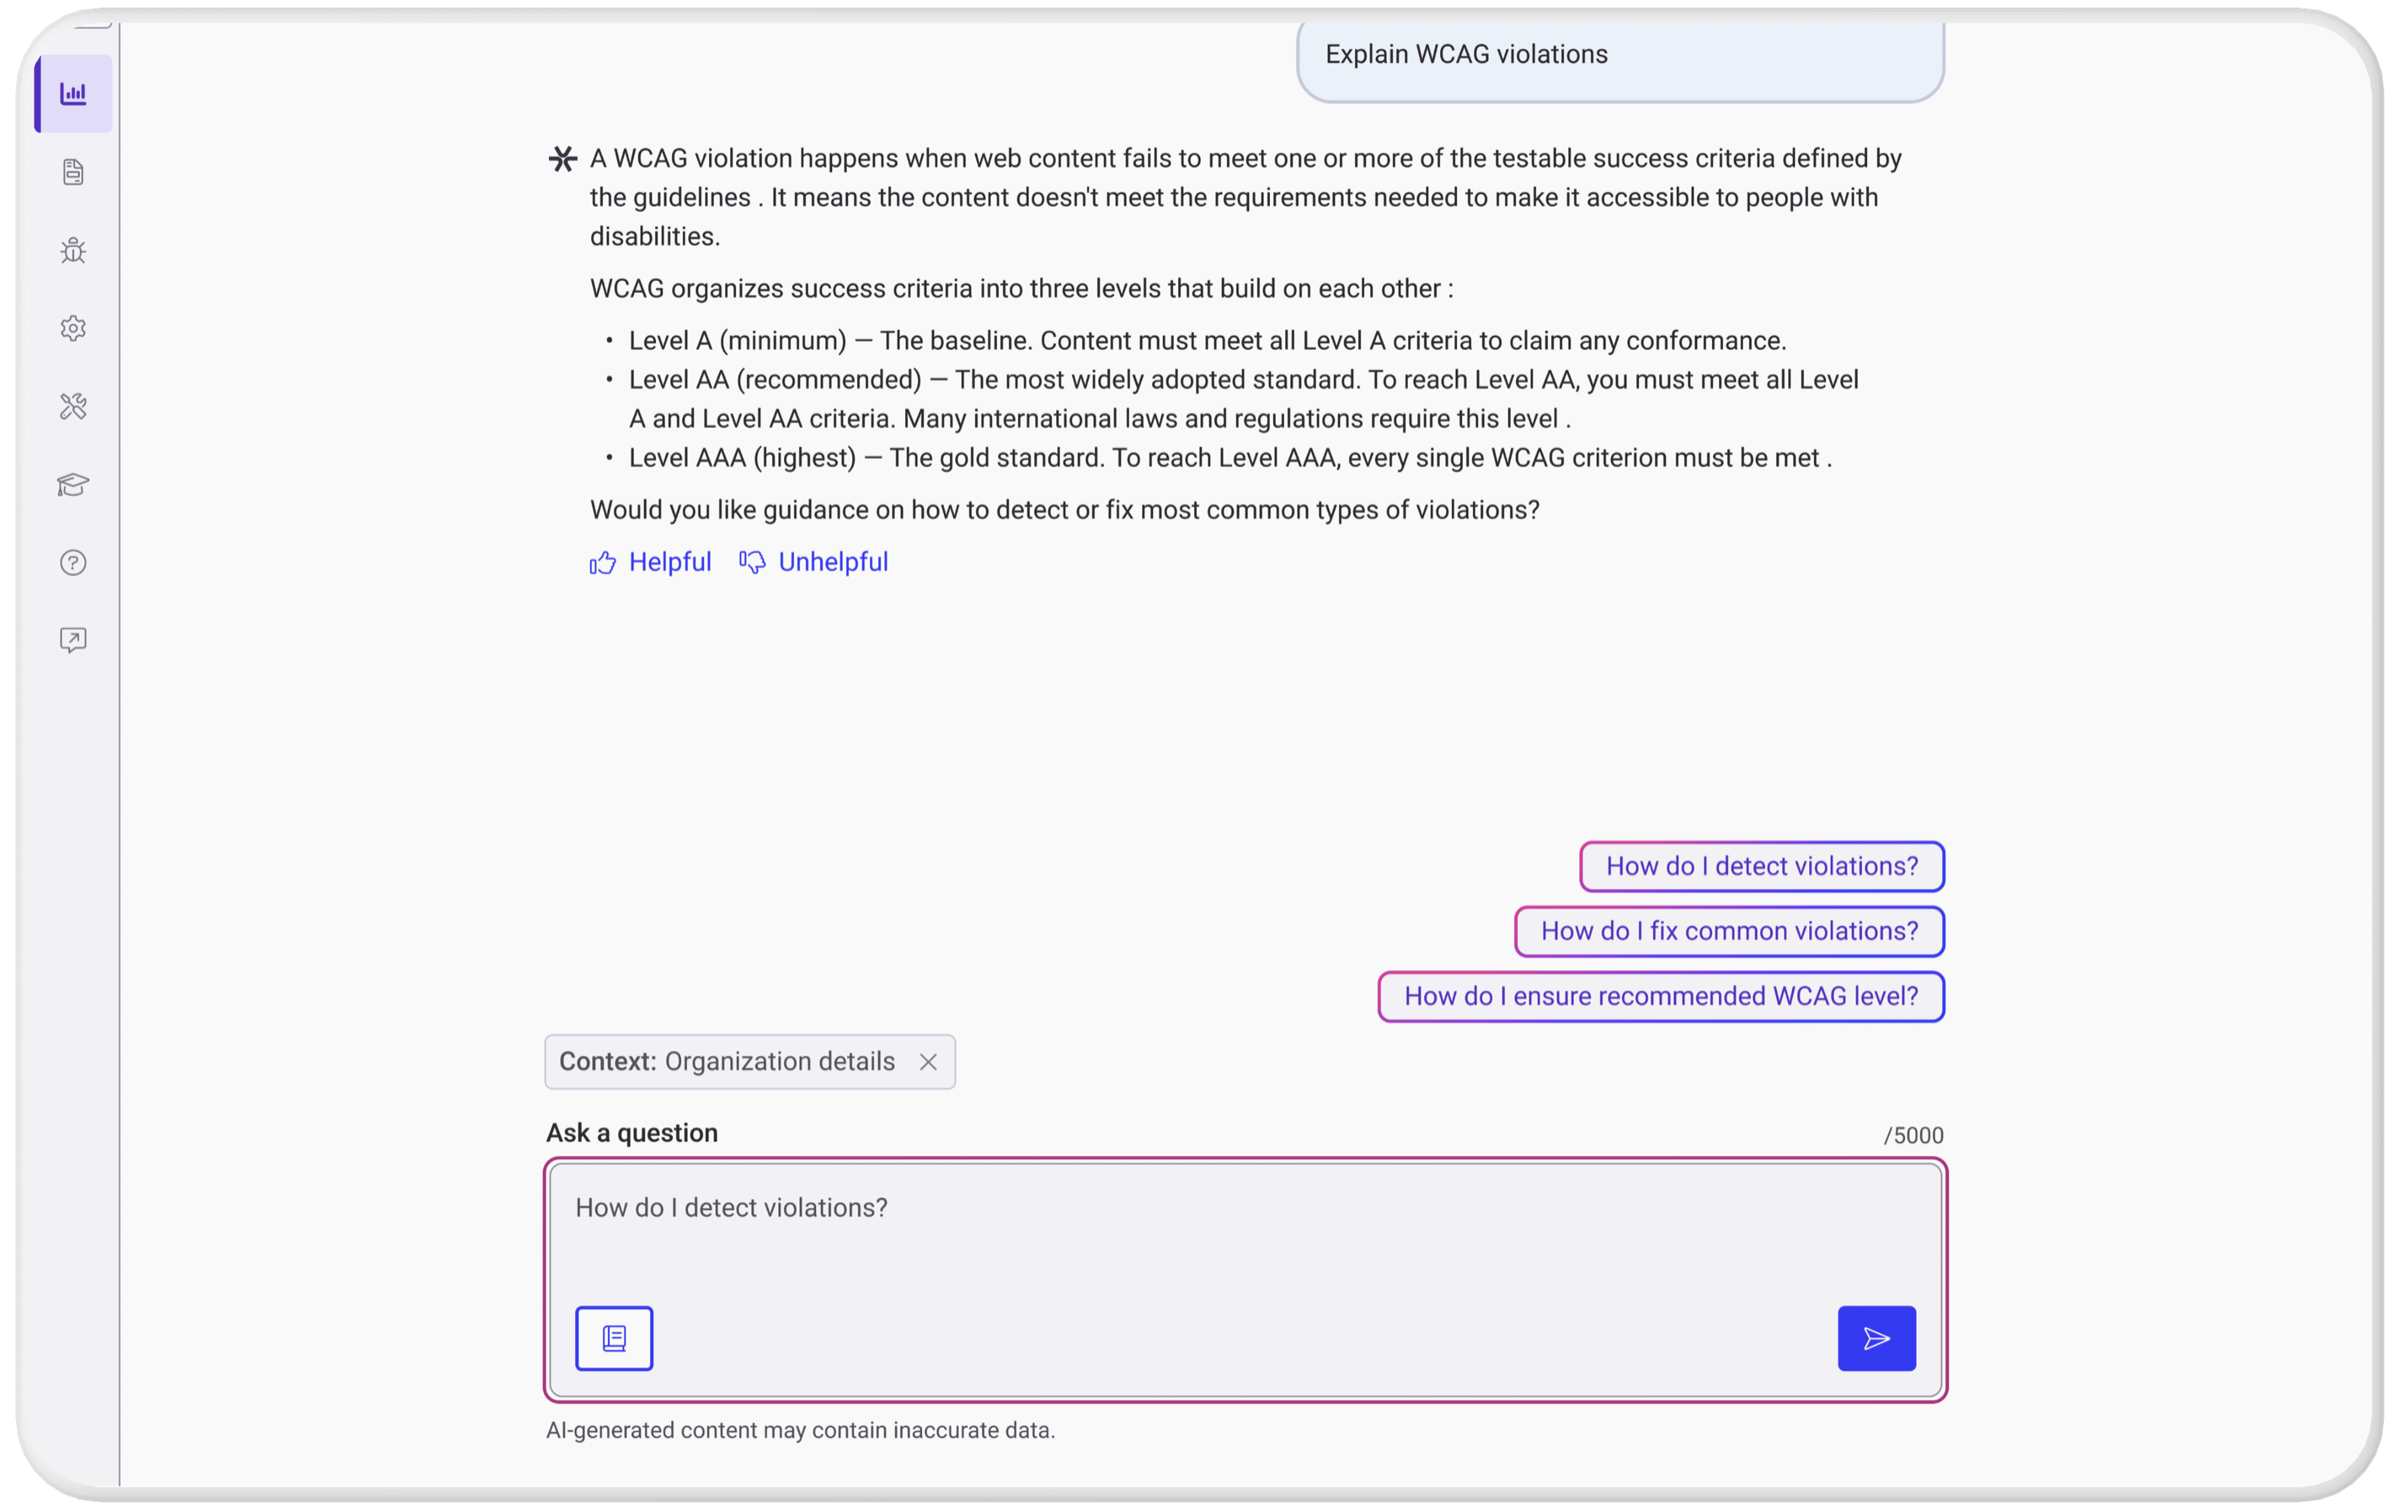 Explain WCAG violations
A WCAG violation happens when web content fails to meet one or more of the testable success criteria defined by
the guidelines . It means the content doesn't meet the requirements needed to make it accessible to people with
disabilities.
WCAG organizes success criteria into three levels that build on each other :
• Level A (minimum) — The baseline. Content must meet all Level A criteria to claim any conformance.
• Level AA (recommended) — The most widely adopted standard. To reach Level AA, you must meet all Level
A and Level AA criteria. Many international laws and regulations require this level .
• Level AAA (highest) — The gold standard. To reach Level AAA, every single WCAG criterion must be met .
Would you like guidance on how to detect or fix most common types of violations?
Helpful Unhelpful
How do I detect violations?
How do I fix common violations?
How do I ensure recommended WCAG level?
Context: Organization details
Ask a question /5000
How do I detect violations?
AI-generated content may contain inaccurate data.